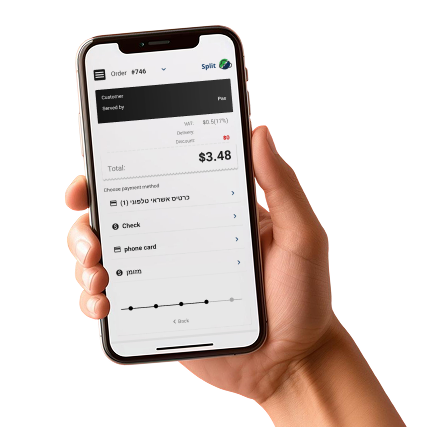 Order #746
Split
Customer
Served by
Pax
VAT: $0.5(17%)
Delivery
Discount $0
Total: $3.48
Choose payment method
כרטיס אשראי טלפוני (1)
Check
phone card
מזומן
Back